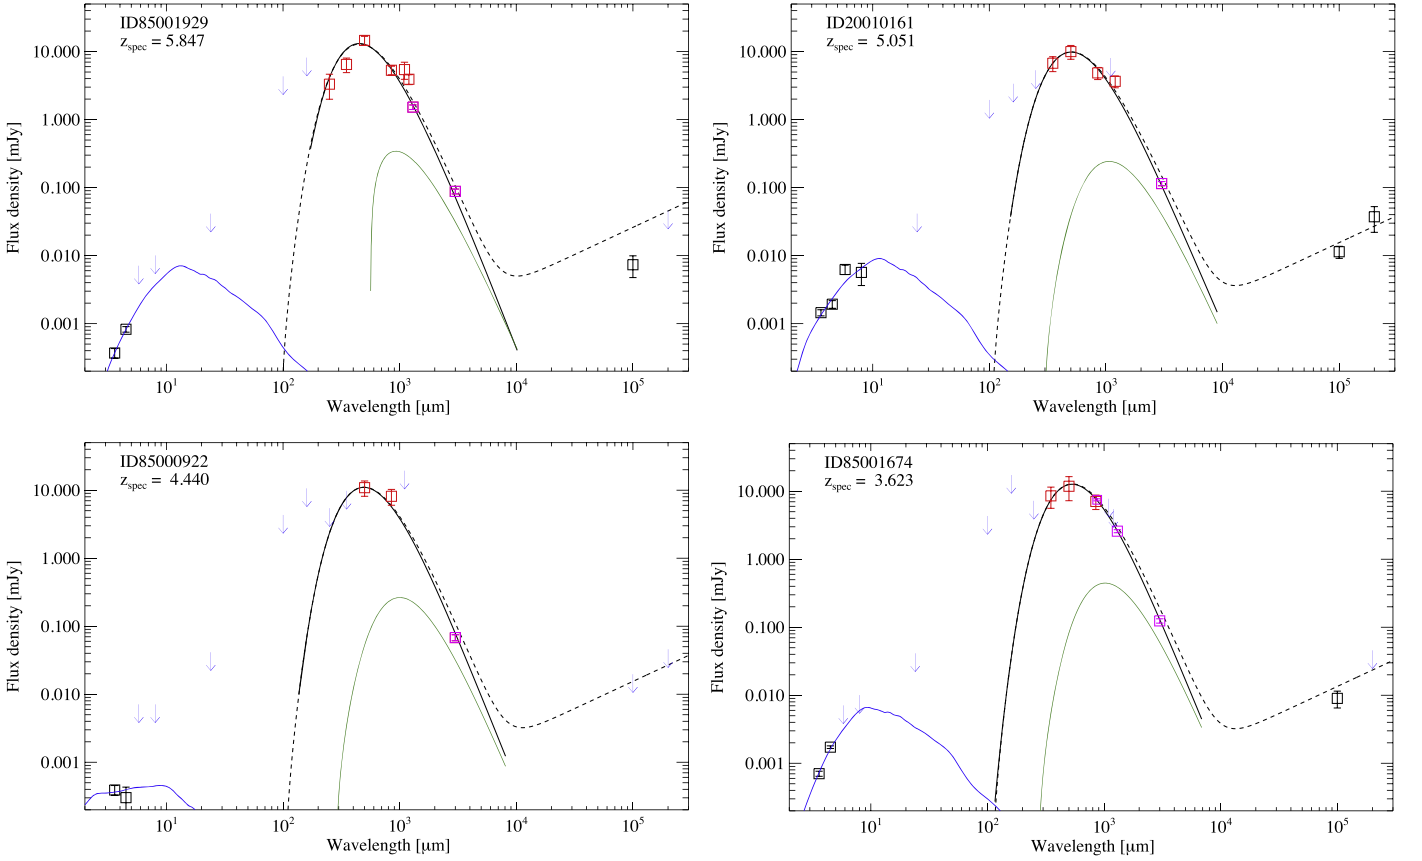 ID85001929
z_spec = 5.847
10.000
1.000
0.100
0.010
0.001
Flux density [mJy]
10^1 10^2 10^3 10^4 10^5
Wavelength [μm]
ID20010161
z_spec = 5.051
10.000
1.000
0.100
0.010
0.001
Flux density [mJy]
10^1 10^2 10^3 10^4 10^5
Wavelength [μm]
ID85000922
z_spec = 4.440
10.000
1.000
0.100
0.010
0.001
Flux density [mJy]
10^1 10^2 10^3 10^4 10^5
Wavelength [μm]
ID85001674
z_spec = 3.623
10.000
1.000
0.100
0.010
0.001
Flux density [mJy]
10^1 10^2 10^3 10^4 10^5
Wavelength [μm]